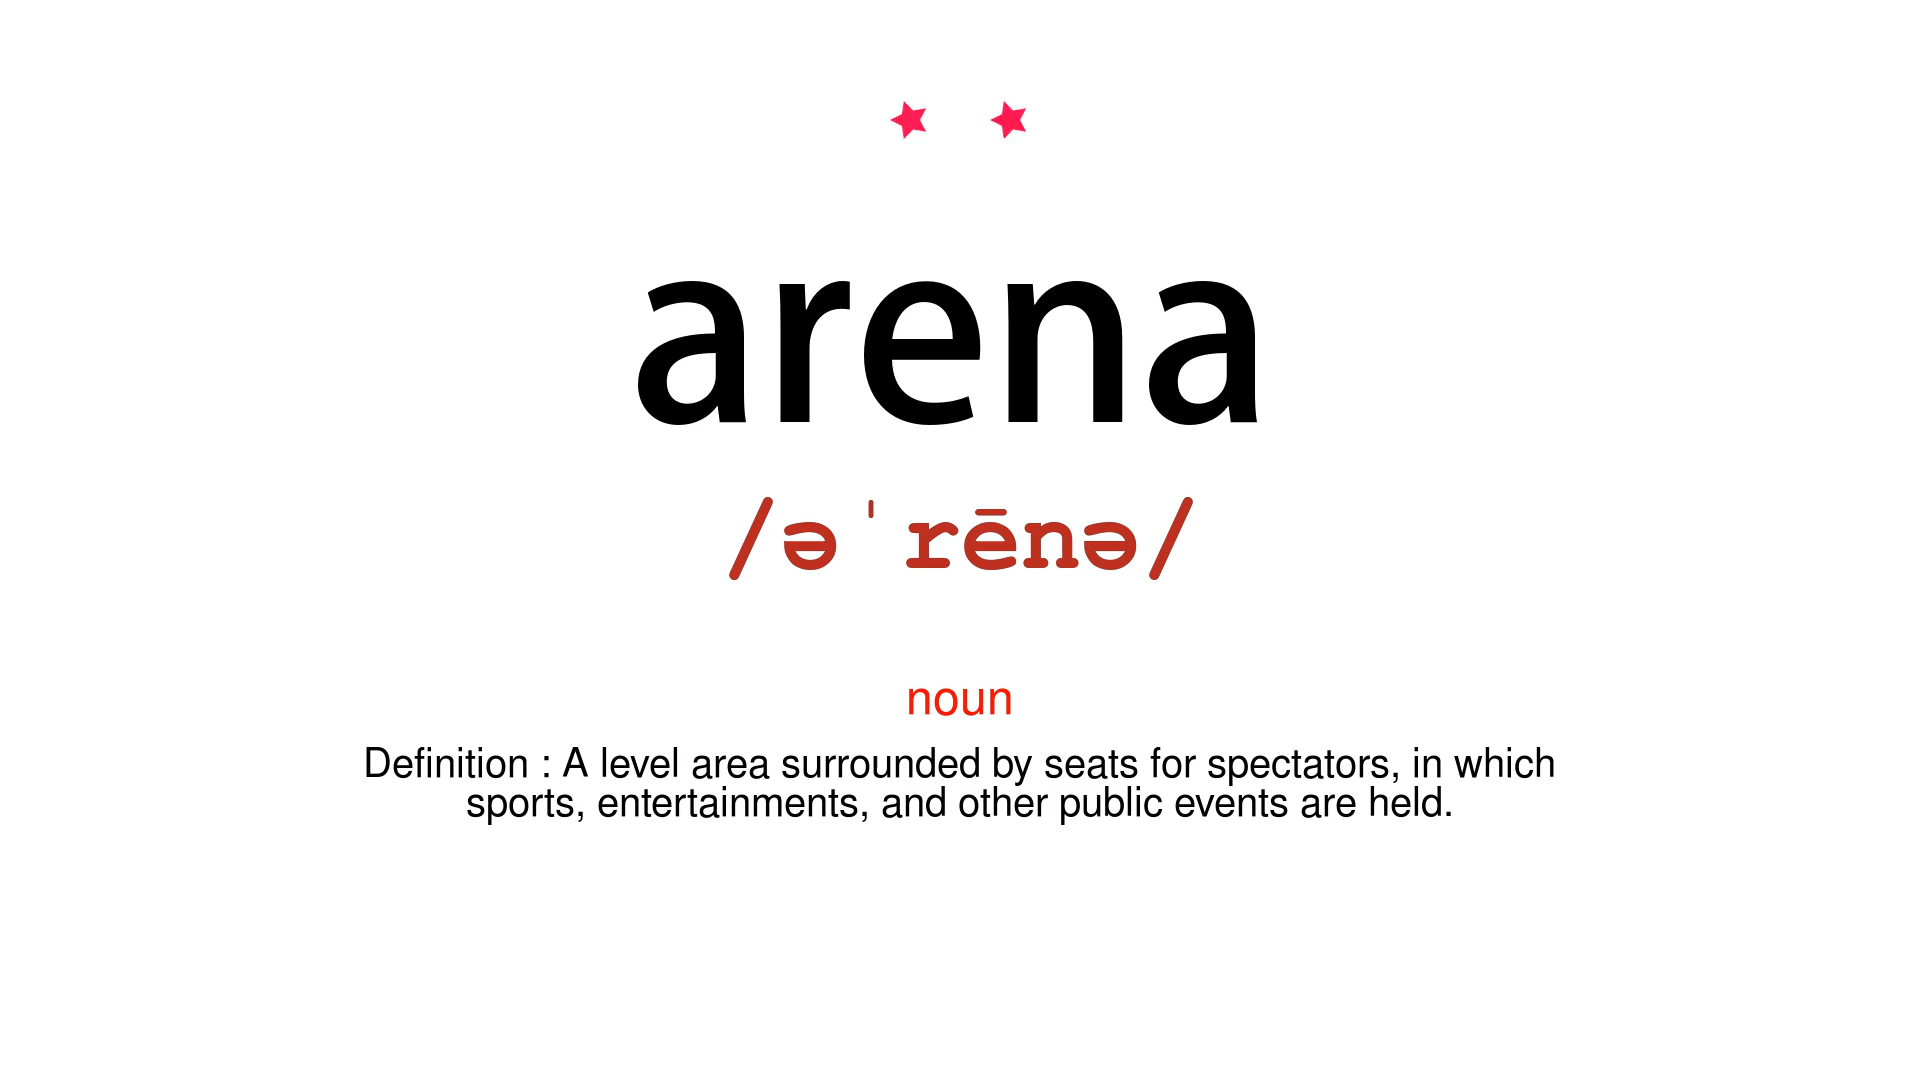 arena
/əˈrēnə/
noun
Definition : A level area surrounded by seats for spectators, in which
sports, entertainments, and other public events are held.